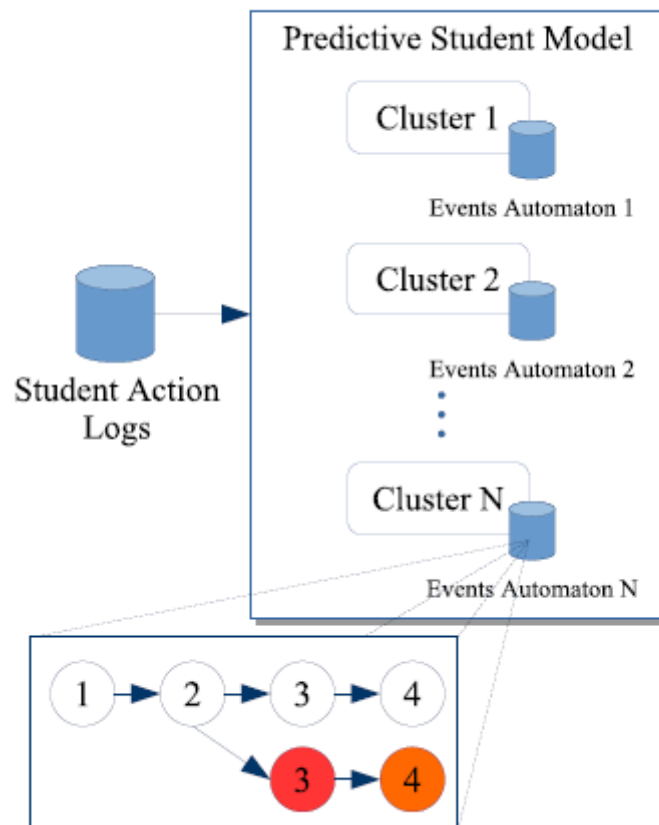 Predictive Student Model
Cluster 1
Events Automaton 1
Cluster 2
Events Automaton 2
Student Action
Logs
Cluster N
Events Automaton N
1 2 3 4
3 4